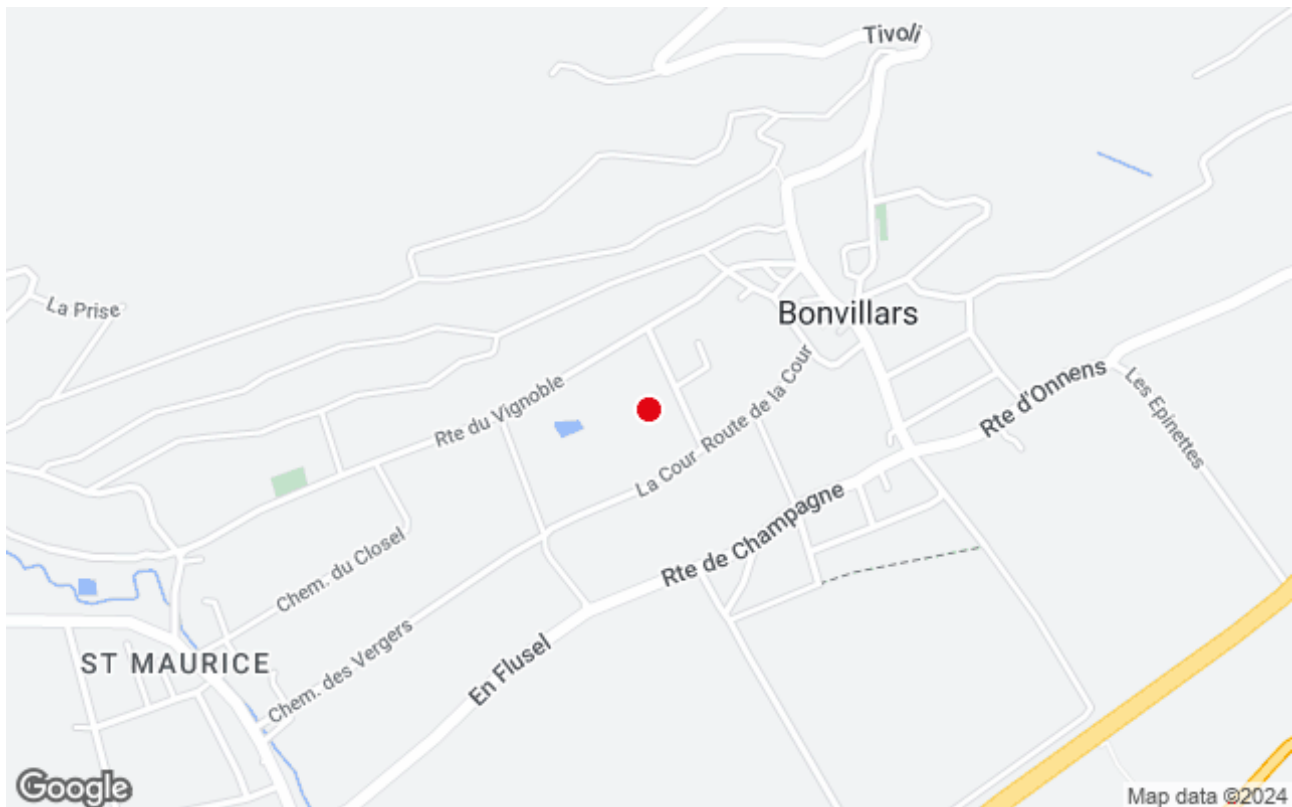 Tivoli
La Prise
Bonvillars
Rte d'Onnens
Les Epinettes
Rte du Vignoble
La Cour
Route de la Cour
Rte de Champagne
Chem. du Closel
ST MAURICE
Chem. des Vergers
En Flusel
Google
Map data ©2024